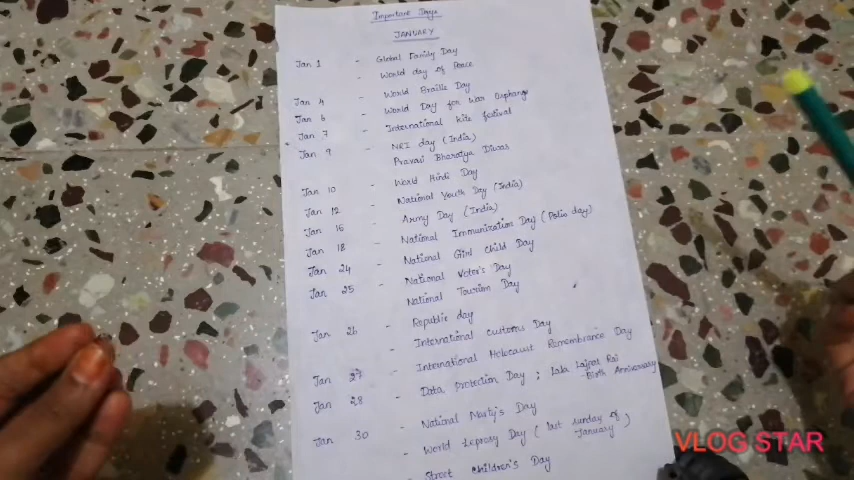 Important Days
JANUARY
Jan 1 - Global Family Day
- World day of Peace
Jan 4 - World Braille Day
Jan 6 - World Day for War Orphangs
Jan 7 - International kite festival
Jan 9 - NRI day (India)
Pravasi Bharatiya Diwas
Jan 10 - World Hindi Day
Jan 12 - National Youth Day (India)
Jan 15 - Army Day (India)
Jan 18 - National Immunization Day (Polio day)
Jan 24 - National Girl Child Day
Jan 25 - National Voter's Day
National Tourism Day
Jan 26 - Republic day
- International Customs Day
Jan 27 - International Holocaust Remembrance Day
Jan 28 - Data Protection Day ; Lala Lajpat Rai
Birth Anniversary
Jan 30 - National Marty's Day
- World Leprosy Day ( last sunday of
January )
- Street Children's Day
VLOG STAR